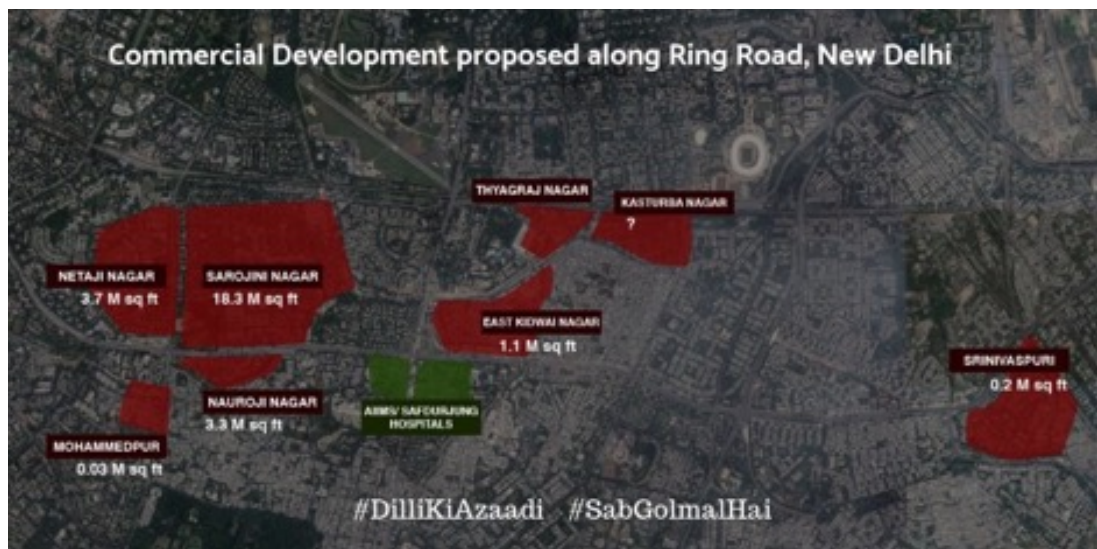 Commercial Development proposed along Ring Road, New Delhi
THYAGRAJ NAGAR
KASTURBA NAGAR
?
NETAJI NAGAR
3.7 M sq ft
SAROJINI NAGAR
18.3 M sq ft
EAST KIDWAI NAGAR
1.1 M sq ft
SRINIVASPURI
0.2 M sq ft
NAUROJI NAGAR
3.3 M sq ft
AIIMS/ SAFDURJUNG
HOSPITALS
MOHAMMEDPUR
0.03 M sq ft
#DilliKiAzaadi #SabGolmalHai